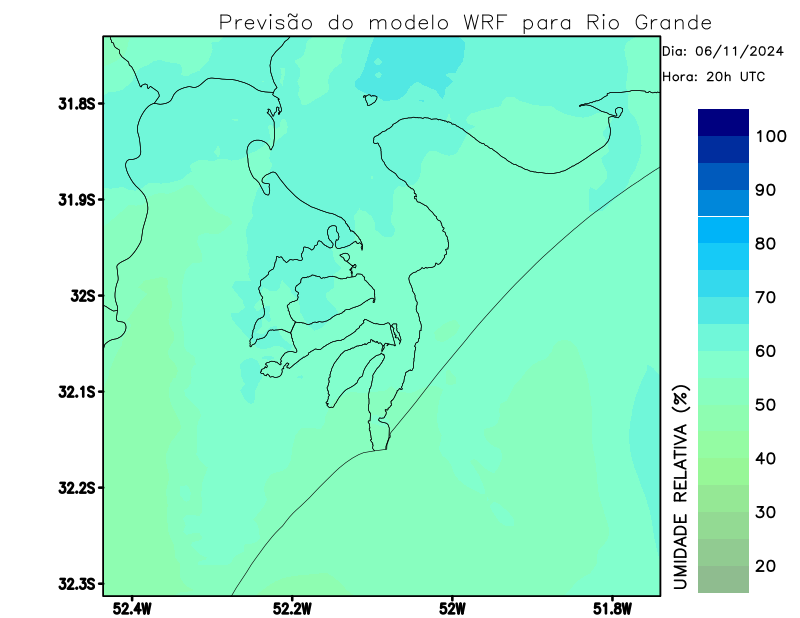 Previsão do modelo WRF para Rio Grande
Dia: 06/11/2024
Hora: 20h UTC
31.8S
31.9S
32S
32.1S
32.2S
32.3S
52.4W
52.2W
52W
51.8W
100
90
80
70
60
50
40
30
20
UMIDADE RELATIVA (%)